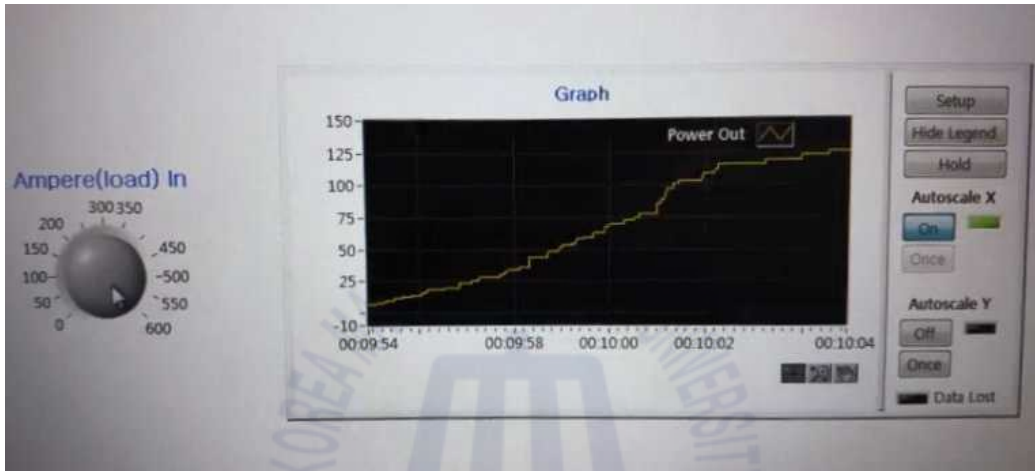 Graph
Power Out
150
125
100
75
50
25
-10
00:09:54 00:09:58 00:10:00 00:10:02 00:10:04
Ampere(load) In
0
50
100
150
200
300 350
450
500
550
600
Setup
Hide Legend
Hold
Autoscale X
On
Once
Autoscale Y
Off
Once
Data Lost
KOREA